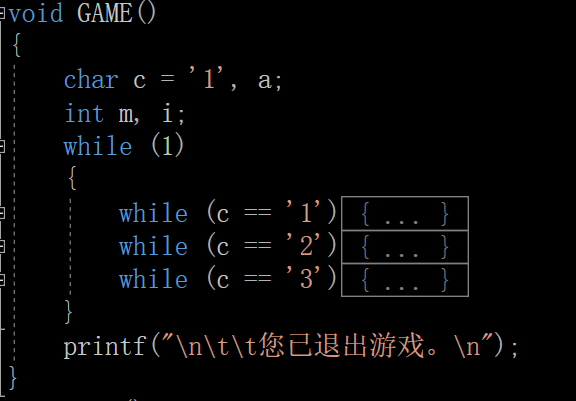 void GAME()
{
char c = '1', a;
int m, i;
while (1)
{
while (c == '1'){ ... }
while (c == '2'){ ... }
while (c == '3'){ ... }
}
printf("\n\t\t您已退出游戏。\n");
}